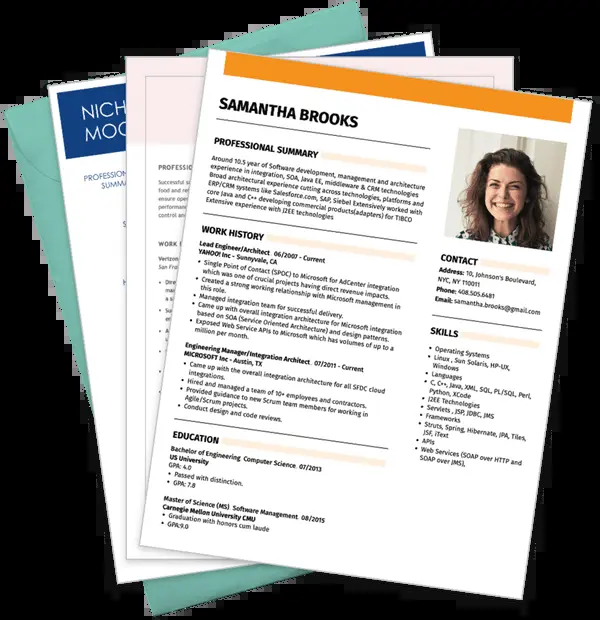 SAMANTHA BROOKS
PROFESSIONAL SUMMARY
Around 10.5 year of Software development, management and architecture
experience in integration, SOA, Java EE, middleware & CRM technologies
Broad architectural experience cutting across technologies, platforms and
ERP/CRM systems like Salesforce.com, SAP, Siebel Extensively worked with
core Java and C++ developing commercial products(adapters) for TIBCO
Extensive experience with J2EE technologies
WORK HISTORY
Lead Engineer/Architect, 06/2007 - Current
YAHOO! Inc - Sunnyvale, CA
• Single Point of Contact (SPOC) to Microsoft for AdCenter integration
which was one of crucial projects having direct revenue impacts.
• Created a strong relationship with Microsoft management in
this role.
• Managed integration team for successful delivery.
• Came up with overall integration architecture for Microsoft integration
based on SOA (Service Oriented Architecture) and design patterns.
• Exposed Web Service APIs to Microsoft which has volumes of up to a
million per month.
Engineering Manager/Integration Architect, 07/2011 - Current
MICROSOFT Inc - Austin, TX
• Came up with the overall integration architecture for all SFDC cloud
integrations.
• Hired and managed a team of 10+ employees and contractors.
• Provided guidance to new Scrum team members for working in
Agile/Scrum projects.
• Conduct design and code reviews.
EDUCATION
Bachelor of Engineering, Computer Science, 07/2013
US University
GPA: 4.0
• Passed with distinction.
• GPA: 7.8
Master of Science (MS), Software Management, 08/2015
Carnegie Mellon University CMU
• Graduation with honors cum laude
• GPA:9.0
CONTACT
Address: 10, Johnson's Boulevard,
NYC, NY 110011
Phone: 408.505.6481
Email: samantha.brooks@gmail.com
SKILLS
• Operating Systems
• Linux , Sun Solaris, HP-UX,
Windows
• Languages
• C, C++, Java, XML, SQL, PL/SQL, Perl,
Python, XCode
• J2EE Technologies
• Servlets , JSP, JDBC, JMS
• Frameworks
• Struts, Spring, Hibernate, JPA, Tiles,
JSF, iText
• APIs
• Web Services (SOAP over HTTP and
SOAP over JMS),
NICH
MOO
PROFESSION
SUMM
PROFESSIO
Successful s
food and re
ensure ope
performanc
control an
WORK H
Verizon
San Fra
• Dire